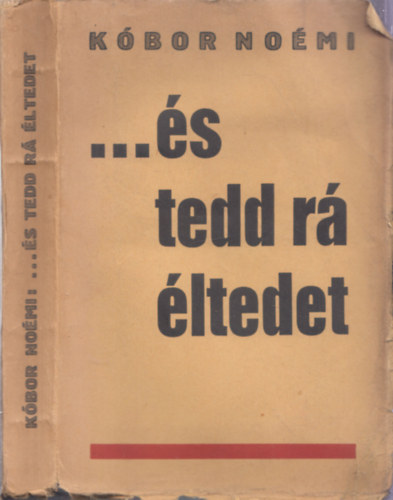 KÓBOR NOÉMI
...és
tedd rá
éltedet
KÓBOR NOÉMI: ...ÉS TEDD RÁ ÉLTEDET